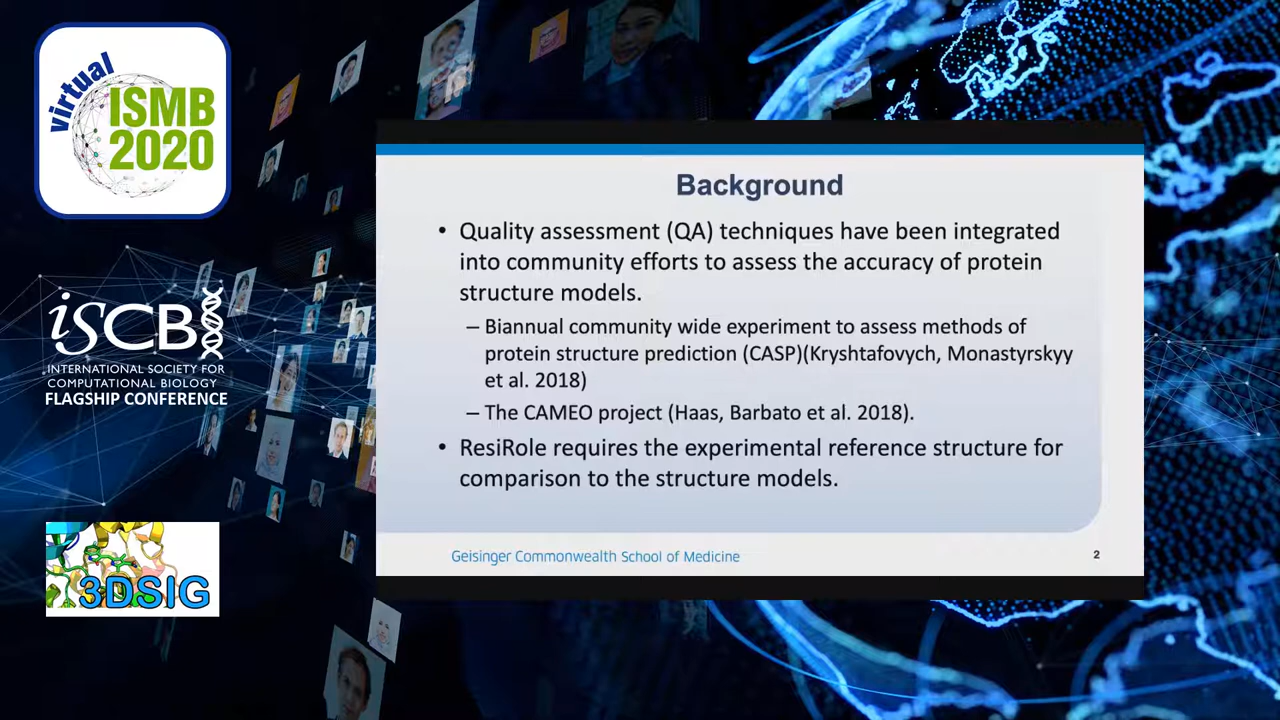 virtual
ISMB
2020
iSCB
INTERNATIONAL SOCIETY FOR
COMPUTATIONAL BIOLOGY
FLAGSHIP CONFERENCE
3DSIG
Background
• Quality assessment (QA) techniques have been integrated
into community efforts to assess the accuracy of protein
structure models.
– Biannual community wide experiment to assess methods of
protein structure prediction (CASP)(Kryshtafovych, Monastyrskyy
et al. 2018)
– The CAMEO project (Haas, Barbato et al. 2018).
• ResiRole requires the experimental reference structure for
comparison to the structure models.
Geisinger Commonwealth School of Medicine
2